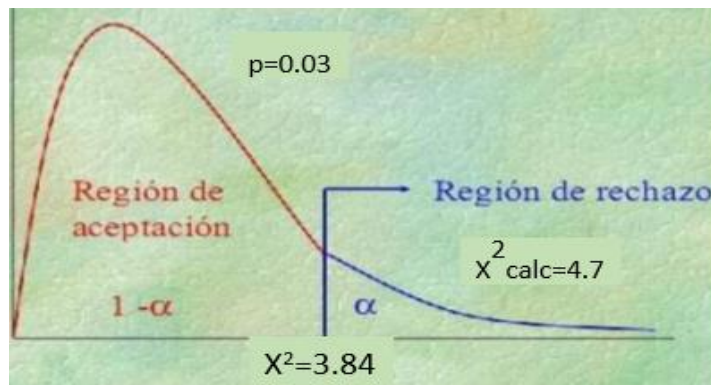 p=0.03
Región de
aceptación
Región de rechazo
X²calc=4.7
1 -α
α
X²=3.84